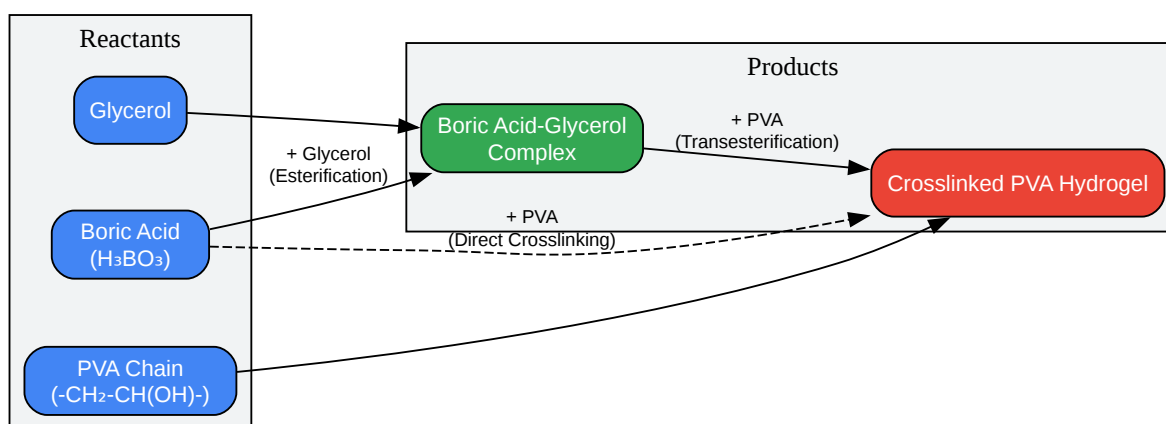 Reactants
Products
Glycerol
Boric Acid-Glycerol
Complex
+ PVA
(Transesterification)
+ Glycerol
(Esterification)
Crosslinked PVA Hydrogel
Boric Acid
(H₃BO₃)
+ PVA
(Direct Crosslinking)
PVA Chain
(-CH₂-CH(OH)-)